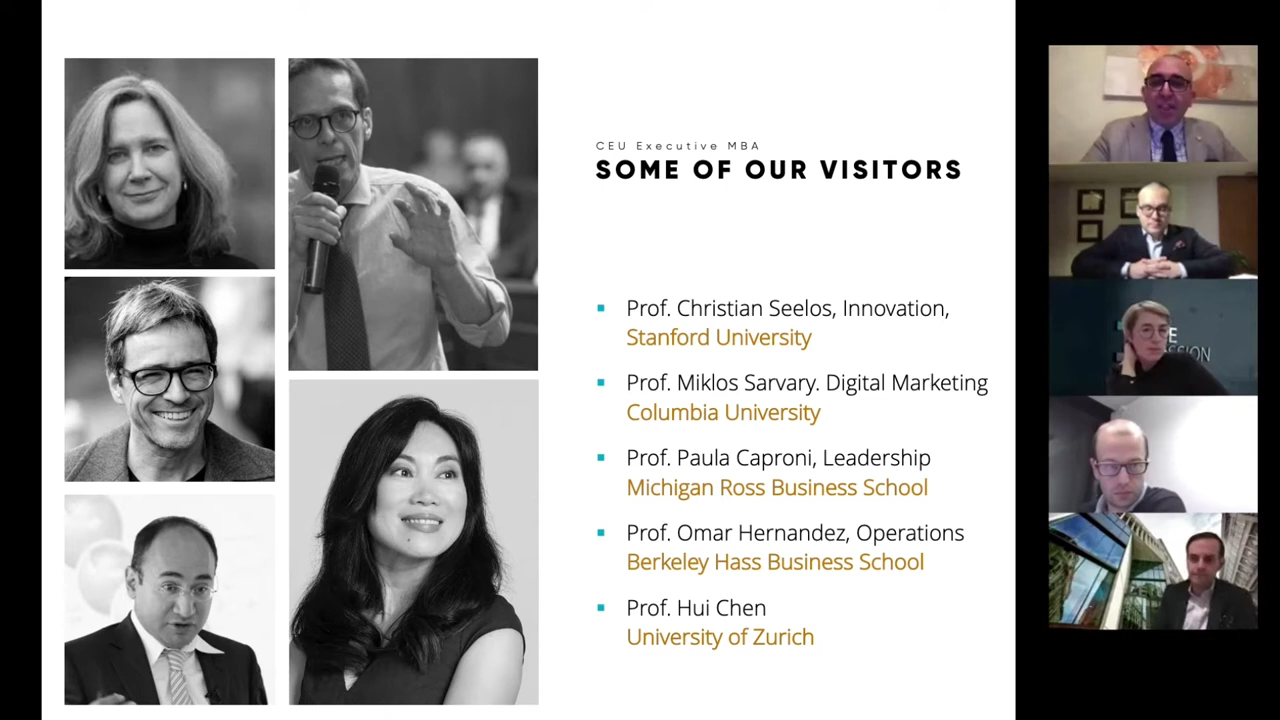 CEU Executive MBA
SOME OF OUR VISITORS
Prof. Christian Seelos, Innovation,
Stanford University
Prof. Miklos Sarvary. Digital Marketing
Columbia University
Prof. Paula Caproni, Leadership
Michigan Ross Business School
Prof. Omar Hernandez, Operations
Berkeley Hass Business School
Prof. Hui Chen
University of Zurich